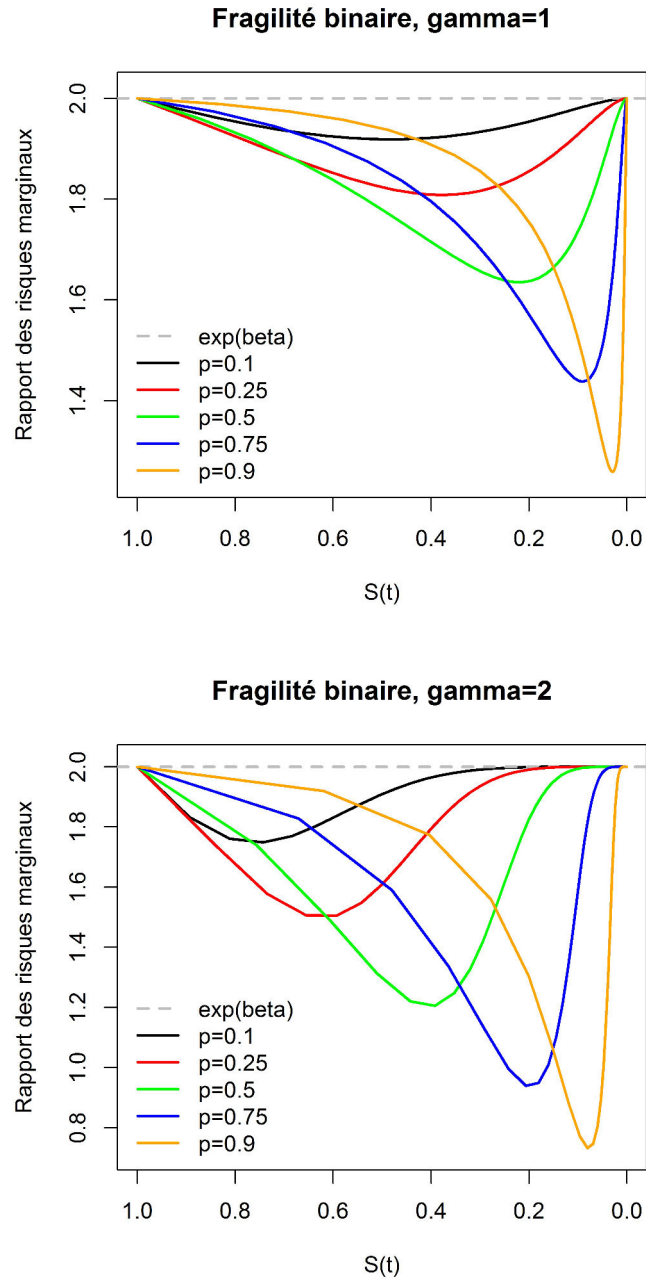 Fragilité binaire, gamma=1
Rapport des risques marginaux
2.0
1.8
1.6
1.4
exp(beta)
p=0.1
p=0.25
p=0.5
p=0.75
p=0.9
1.0 0.8 0.6 0.4 0.2 0.0
S(t)
Fragilité binaire, gamma=2
Rapport des risques marginaux
2.0
1.8
1.6
1.4
1.2
1.0
0.8
exp(beta)
p=0.1
p=0.25
p=0.5
p=0.75
p=0.9
1.0 0.8 0.6 0.4 0.2 0.0
S(t)